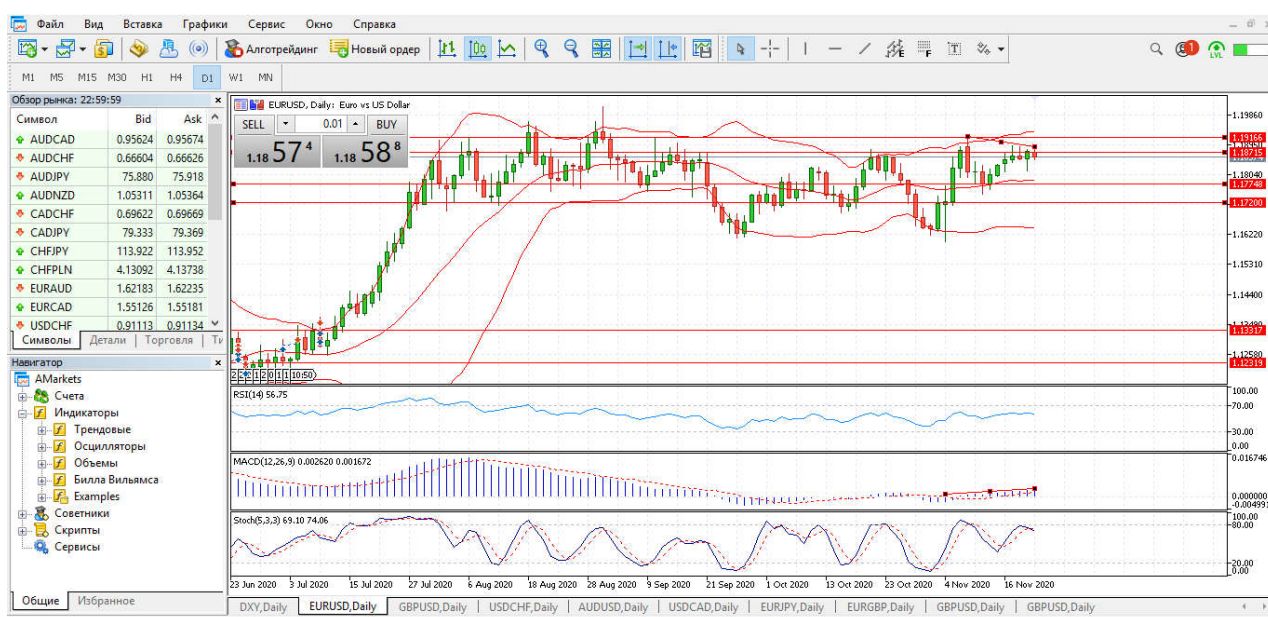 Файл Вид Вставка Графики Сервис Окно Справка
Алготрейдинг Новый ордер
1
LVL
M1 M5 M15 M30 H1 H4 D1 W1 MN
Обзор рынка: 22:59:59
Символ Bid Ask
AUDCAD 0.95624 0.95674
AUDCHF 0.66604 0.66626
AUDJPY 75.880 75.918
AUDNZD 1.05311 1.05364
CADCHF 0.69622 0.69669
CADJPY 79.333 79.369
CHFJPY 113.922 113.952
CHFPLN 4.13092 4.13738
EURAUD 1.62183 1.62235
EURCAD 1.55126 1.55181
USDCHF 0.91113 0.91134
Символы Детали Торговля
Навигатор
AMarkets
Счета
Индикаторы
Трендовые
Осцилляторы
Объемы
Билла Вильямса
Examples
Советники
Скрипты
Сервисы
Общие Избранное
EURUSD, Daily: Euro vs US Dollar
SELL 0.01 BUY
1.18 57 4 1.18 58 8
1.19860
1.19166
1.18715
1.18040
1.17748
1.17200
1.16220
1.15310
1.14400
1.13317
1.12580
1.12319
RSI(14) 56.75
100.00
70.00
30.00
0.00
MACD(12,26,9) 0.002620 0.001672
0.016746
0.000000
Stoch(5,3,3) 69.10 74.06
100.00
80.00
20.00
0.00
23 Jun 2020 3 Jul 2020 15 Jul 2020 27 Jul 2020 6 Aug 2020 18 Aug 2020 28 Aug 2020 9 Sep 2020 21 Sep 2020 1 Oct 2020 13 Oct 2020 23 Oct 2020 4 Nov 2020 16 Nov 2020
DXY,Daily EURUSD,Daily GBPUSD,Daily USDCHF,Daily AUDUSD,Daily USDCAD,Daily EURJPY,Daily EURGBP,Daily GBPUSD,Daily GBPUSD,Daily